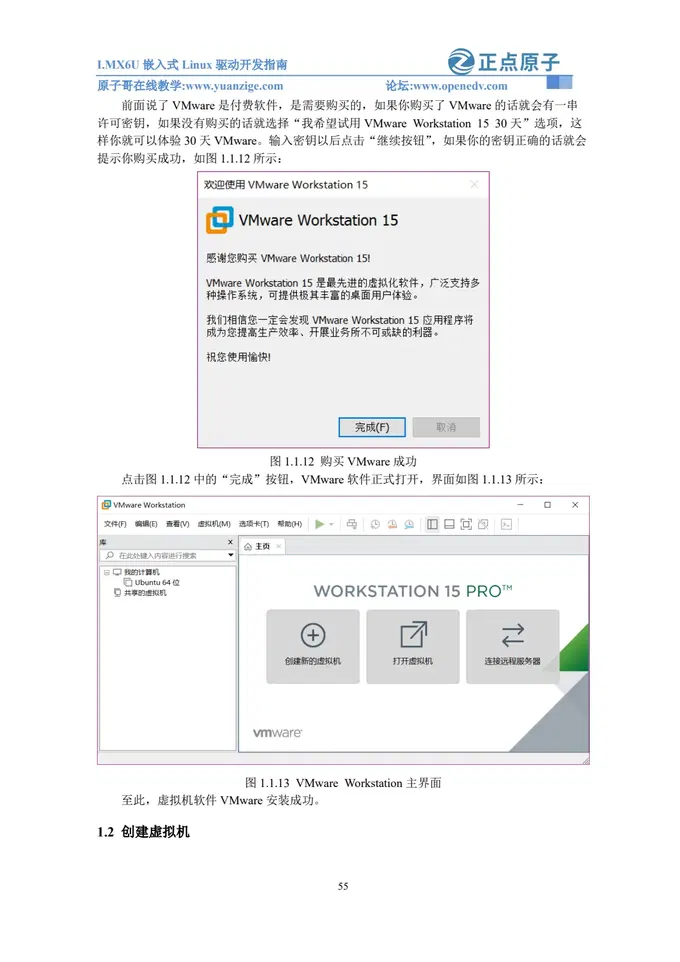 I.MX6U 嵌入式 Linux 驱动开发指南
正点原子
原子哥在线教学:www.yuanzige.com 论坛:www.openedv.com
前面说了 VMware 是付费软件，是需要购买的，如果你购买了 VMware 的话就会有一串
许可密钥，如果没有购买的话就选择“我希望试用 VMware Workstation 15 30 天”选项，这
样你就可以体验 30 天 VMware。输入密钥以后点击“继续按钮”，如果你的密钥正确的话就会
提示你购买成功，如图 1.1.12 所示：
欢迎使用 VMware Workstation 15
VMware Workstation 15
感谢您购买 VMware Workstation 15!
VMware Workstation 15 是最先进的虚拟化软件，广泛支持多
种操作系统，可提供极其丰富的桌面用户体验。
我们相信您一定会发现 VMware Workstation 15 应用程序将
成为您提高生产效率、开展业务所不可或缺的利器。
祝您使用愉快!
完成(F) 取消
图 1.1.12 购买 VMware 成功
点击图 1.1.12 中的“完成”按钮，VMware 软件正式打开，界面如图 1.1.13 所示：
VMware Workstation
文件(F) 编辑(E) 查看(V) 虚拟机(M) 选项卡(T) 帮助(H)
库
在此处键入内容进行搜索
主页
我的计算机
Ubuntu 64 位
共享的虚拟机
WORKSTATION 15 PRO™
创建新的虚拟机 打开虚拟机 连接远程服务器
vmware
图 1.1.13 VMware Workstation 主界面
至此，虚拟机软件 VMware 安装成功。
1.2 创建虚拟机
55